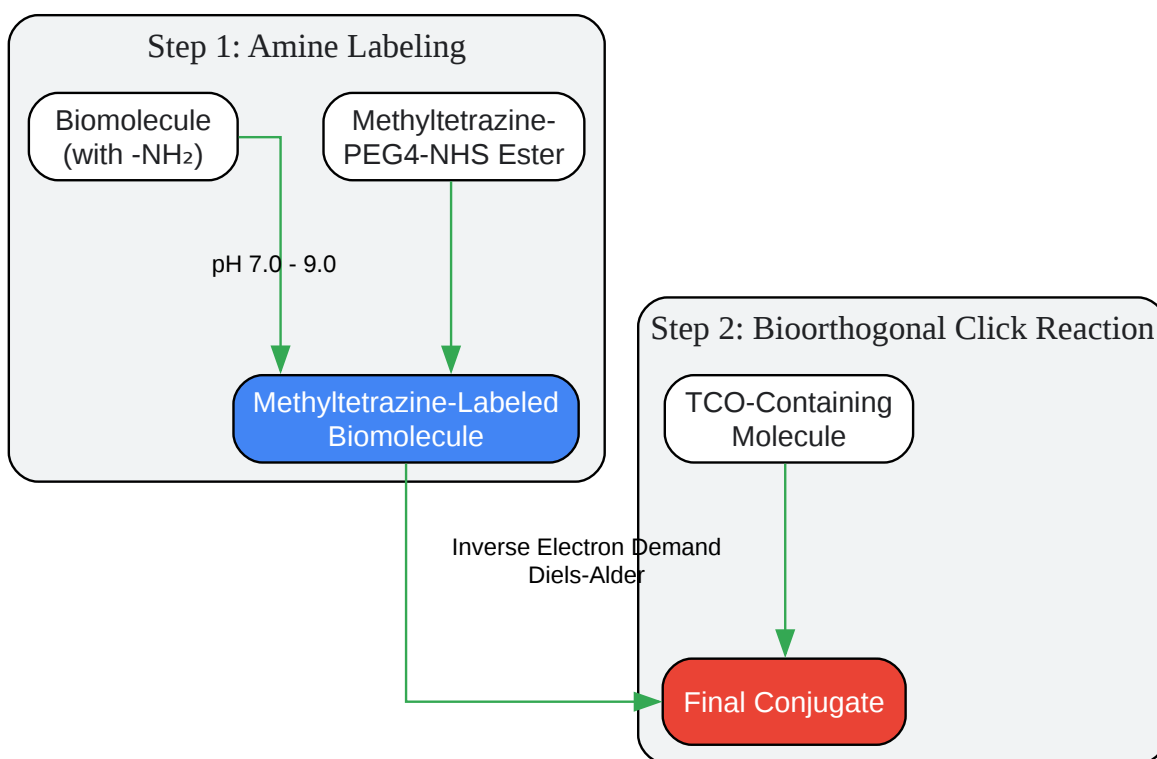 Step 1: Amine Labeling
Biomolecule
(with -NH₂)
Methyltetrazine-
PEG4-NHS Ester
pH 7.0 - 9.0
Methyltetrazine-Labeled
Biomolecule
Step 2: Bioorthogonal Click Reaction
TCO-Containing
Molecule
Inverse Electron Demand
Diels-Alder
Final Conjugate